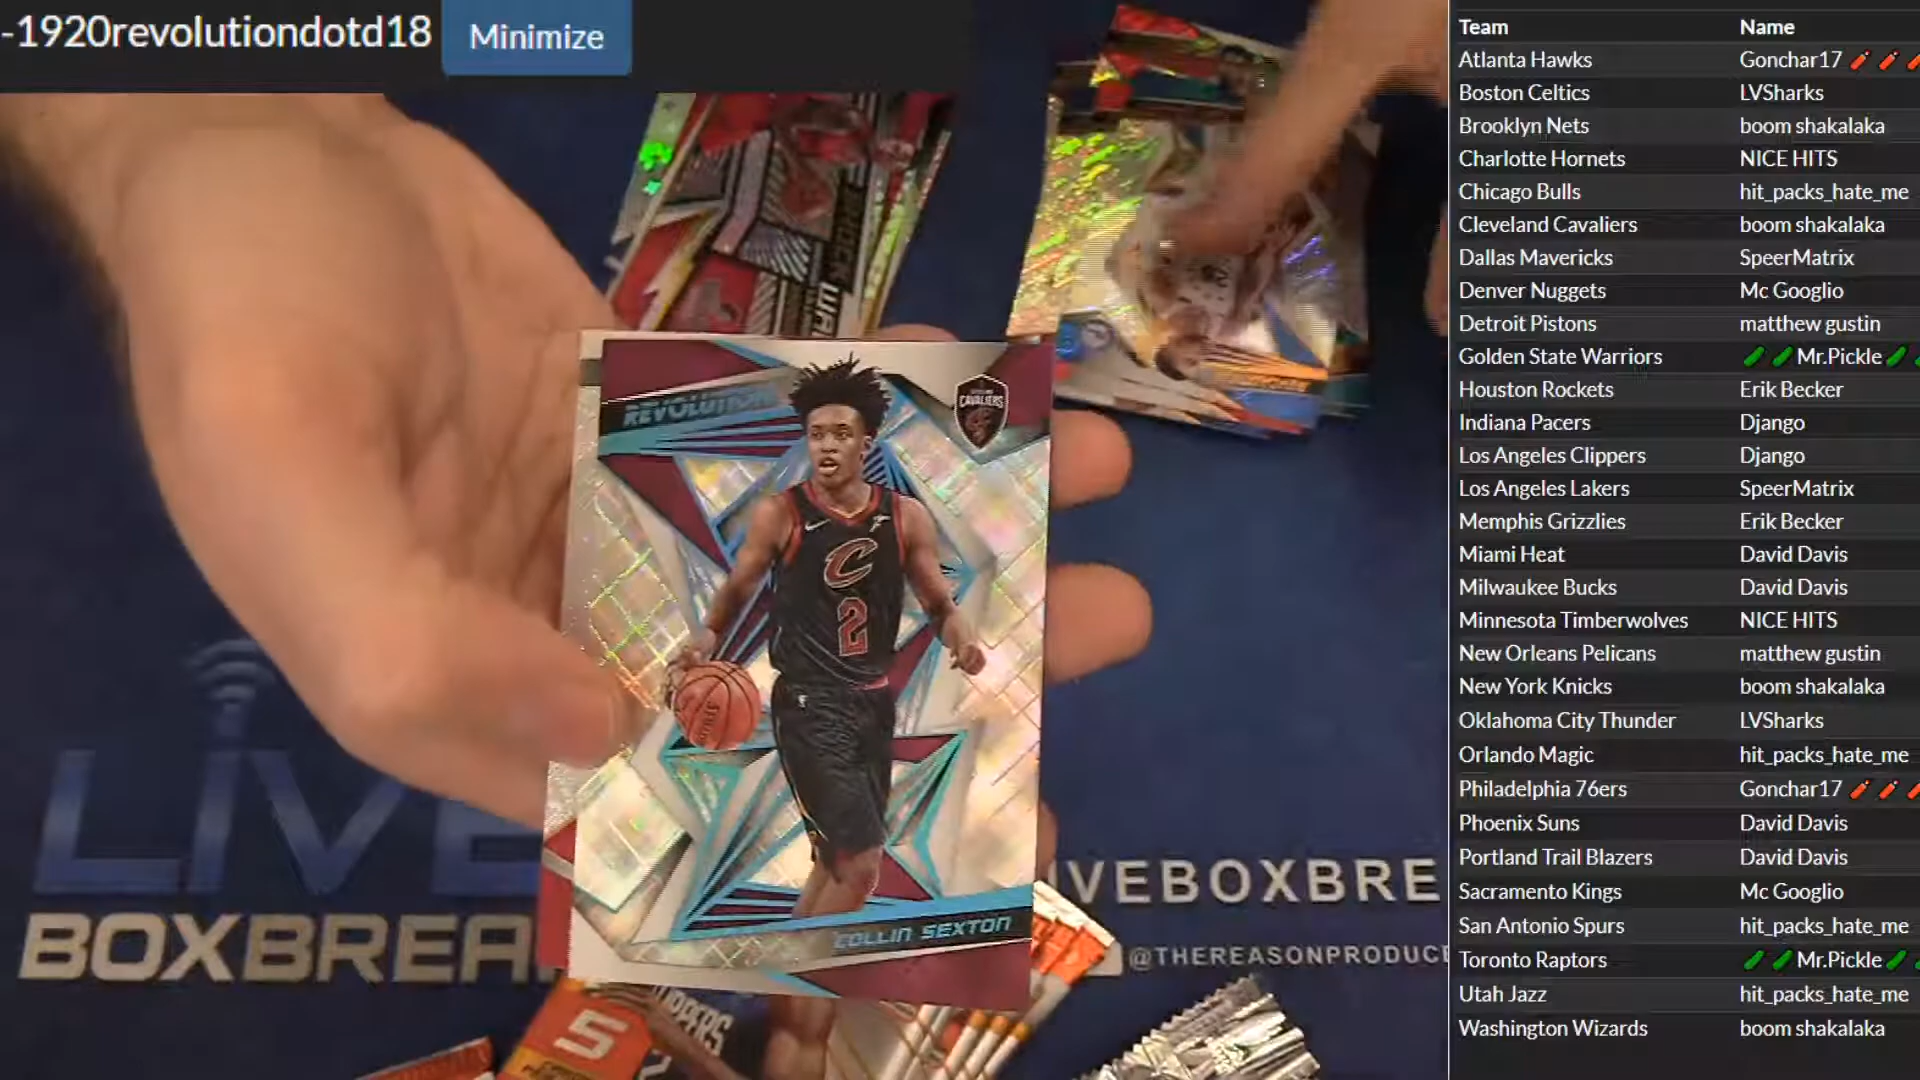 -1920revolutiondotd18
Minimize
Team Name
Atlanta Hawks Gonchar17
Boston Celtics LVSharks
Brooklyn Nets boom shakalaka
Charlotte Hornets NICE HITS
Chicago Bulls hit_packs_hate_me
Cleveland Cavaliers boom shakalaka
Dallas Mavericks SpeerMatrix
Denver Nuggets Mc Googlio
Detroit Pistons matthew gustin
Golden State Warriors Mr.Pickle
Houston Rockets Erik Becker
Indiana Pacers Django
Los Angeles Clippers Django
Los Angeles Lakers SpeerMatrix
Memphis Grizzlies Erik Becker
Miami Heat David Davis
Milwaukee Bucks David Davis
Minnesota Timberwolves NICE HITS
New Orleans Pelicans matthew gustin
New York Knicks boom shakalaka
Oklahoma City Thunder LVSharks
Orlando Magic hit_packs_hate_me
Philadelphia 76ers Gonchar17
Phoenix Suns David Davis
Portland Trail Blazers David Davis
Sacramento Kings Mc Googlio
San Antonio Spurs hit_packs_hate_me
Toronto Raptors Mr.Pickle
Utah Jazz hit_packs_hate_me
Washington Wizards boom shakalaka
REVOLUTION
CAVALIERS
C
2
COLLIN SEXTON
LIVE
BOXBREA
IVEBOXBRE
@THEREASONPRODUCE
5